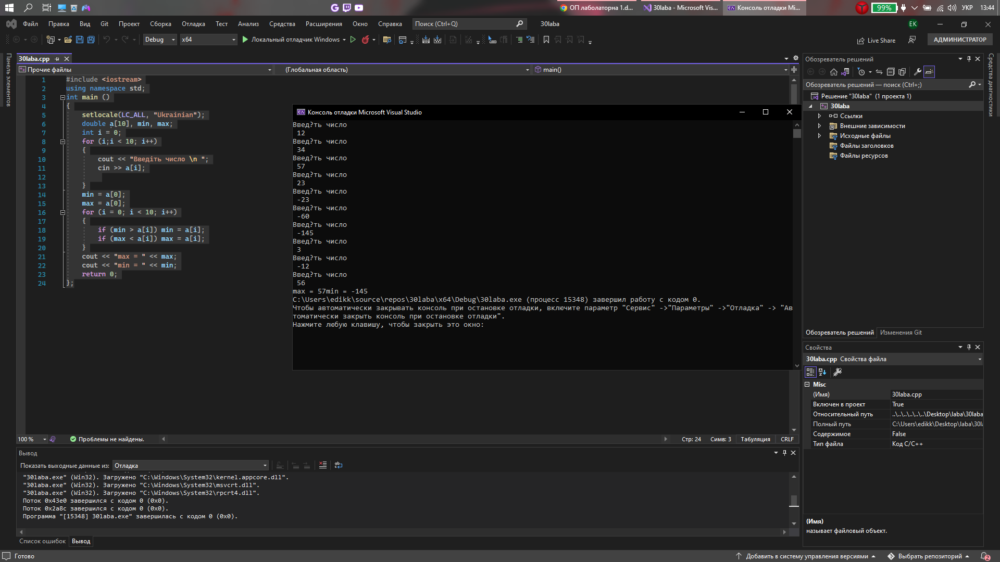 ОП лаболаторна 1.d...
30laba - Microsoft Vis...
Консоль отладки Mi...
99%
УКР
13:44
Файл Правка Вид Git Проект Сборка Отладка Тест Анализ Средства Расширения Окно Справка
Поиск (Ctrl+Q)
30laba
EK
Debug
x64
Локальный отладчик Windows
Live Share
АДМИНИСТРАТОР
Панель элементов
30laba.cpp
Прочие файлы
(Глобальная область)
main()
1 #include <iostream>
2 using namespace std;
3 int main ()
4 {
5 setlocale(LC_ALL, "Ukrainian");
6 double a[10], min, max;
7 int i = 0;
8 for (i;i < 10; i++)
9 {
10 cout << "Введіть число \n ";
11 cin >> a[i];
12
13 }
14 min = a[0];
15 max = a[0];
16 for (i = 0; i < 10; i++)
17 {
18 if (min > a[i]) min = a[i];
19 if (max < a[i]) max = a[i];
20 }
21 cout << "max = " << max;
22 cout << "min = " << min;
23 return 0;
24 };
Консоль отладки Microsoft Visual Studio
Введ?ть число
12
Введ?ть число
34
Введ?ть число
57
Введ?ть число
23
Введ?ть число
-23
Введ?ть число
-60
Введ?ть число
-145
Введ?ть число
3
Введ?ть число
-12
Введ?ть число
56
max = 57min = -145
C:\Users\edikk\source\repos\30laba\x64\Debug\30laba.exe (процесс 15348) завершил работу с кодом 0.
Чтобы автоматически закрывать консоль при остановке отладки, включите параметр "Сервис" ->"Параметры" ->"Отладка" -> "Ав
томатически закрыть консоль при остановке отладки".
Нажмите любую клавишу, чтобы закрыть это окно:
100 %
Проблемы не найдены.
Стр: 24
Симв: 3
Табуляция
CRLF
Вывод
Показать выходные данные из:
Отладка
"30laba.exe" (Win32). Загружено "C:\Windows\System32\kernel.appcore.dll".
"30laba.exe" (Win32). Загружено "C:\Windows\System32\msvcrt.dll".
"30laba.exe" (Win32). Загружено "C:\Windows\System32\rpcrt4.dll".
Поток 0x43e0 завершился с кодом 0 (0x0).
Поток 0x2a8c завершился с кодом 0 (0x0).
Программа "[15348] 30laba.exe" завершилась с кодом 0 (0x0).
Список ошибок
Вывод
Обозреватель решений
Обозреватель решений — поиск (Ctrl+;)
Решение "30laba" (1 проекта 1)
30laba
Ссылки
Внешние зависимости
Исходные файлы
Файлы заголовков
Файлы ресурсов
Средства диагностики
Обозреватель решений
Изменения Git
Свойства
30laba.cpp Свойства файла
Misc
(Имя) 30laba.cpp
Включен в проект True
Относительный путь ..\..\..\..\..\..\Desktop\laba\30laba
Полный путь C:\Users\edikk\Desktop\laba\30la
Содержимое False
Тип файла Код C/C++
(Имя)
называет файловый объект.
Готово
Добавить в систему управления версиями
Выбрать репозиторий
2